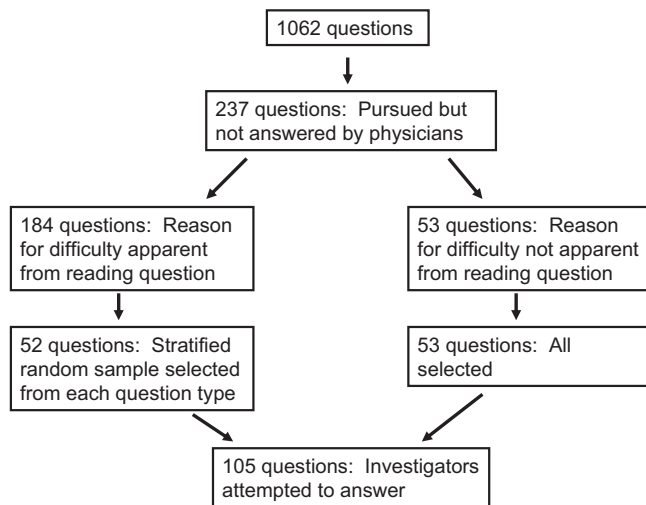 1062 questions
237 questions: Pursued but
not answered by physicians
184 questions: Reason
for difficulty apparent
from reading question
53 questions: Reason
for difficulty not apparent
from reading question
52 questions: Stratified
random sample selected
from each question type
53 questions: All
selected
105 questions: Investigators
attempted to answer